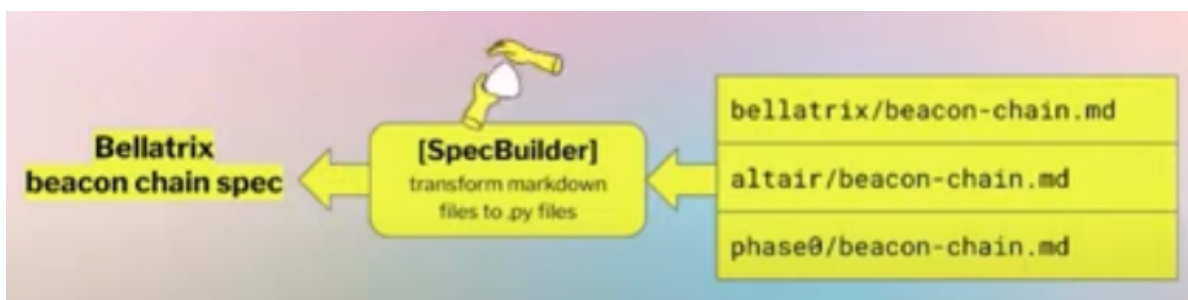 Bellatrix
beacon chain spec
[SpecBuilder]
transform markdown
files to .py files
bellatrix/beacon-chain.md
altair/beacon-chain.md
phase0/beacon-chain.md